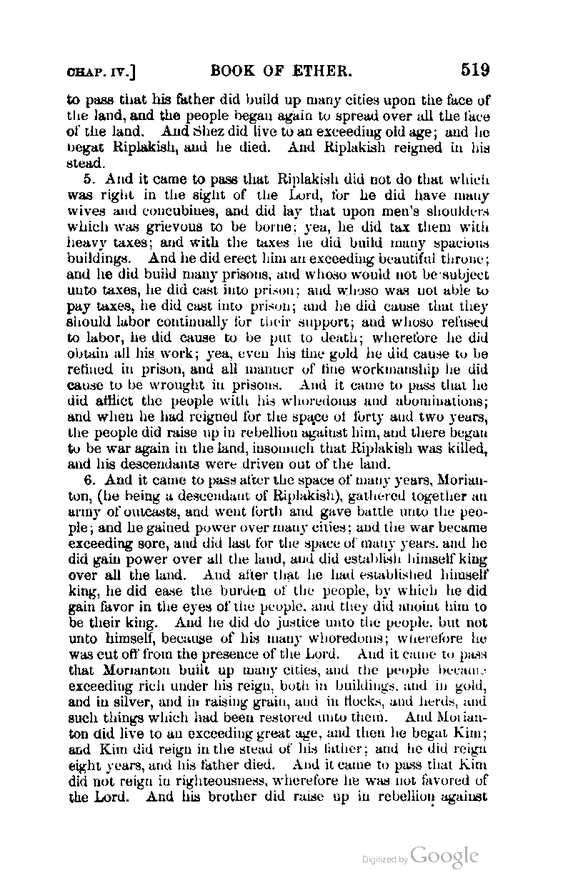 CHAP. IV.] BOOK OF ETHER. 519
to pass that his father did build up many cities upon the face of
the land, and the people began again to spread over all the face
of the land. And Shez did live to an exceeding old age; and he
begat Riplakish, and he died. And Riplakish reigned in his
stead.
5. And it came to pass that Riplakish did not do that which
was right in the sight of the Lord, for he did have many
wives and concubines, and did lay that upon men's shoulders
which was grievous to be borne; yea, he did tax them with
heavy taxes; and with the taxes he did build many spacious
buildings. And he did erect him an exceeding beautiful throne;
and he did build many prisons, and whoso would not be subject
unto taxes, he did cast into prison; and whoso was not able to
pay taxes, he did cast into prison; and he did cause that they
should labor continually for their support; and whoso refused
to labor, he did cause to be put to death; wherefore he did
obtain all his work; yea, even his fine gold he did cause to be
refined in prison, and all manner of fine workmanship he did
cause to be wrought in prisons. And it came to pass that he
did afflict the people with his whoredoms and abominations;
and when he had reigned for the space of forty and two years,
the people did raise up in rebellion against him, and there began
to be war again in the land, insomuch that Riplakish was killed,
and his descendants were driven out of the land.
6. And it came to pass after the space of many years, Morian-
ton, (he being a descendant of Riplakish), gathered together an
army of outcasts, and went forth and gave battle unto the peo-
ple; and he gained power over many cities; and the war became
exceeding sore, and did last for the space of many years. and he
did gain power over all the land, and did establish himself king
over all the land. And after that he had established himself
king, he did ease the burden of the people, by which he did
gain favor in the eyes of the people. and they did anoint him to
be their king. And he did do justice unto the people. but not
unto himself, because of his many whoredoms; wherefore he
was cut off from the presence of the Lord. And it came to pass
that Morianton built up many cities, and the people became
exceeding rich under his reign, both in buildings. and in gold,
and in silver, and in raising grain, and in flocks, and herds, and
such things which had been restored unto them. And Morian-
ton did live to an exceeding great age, and then he begat Kim;
and Kim did reign in the stead of his father; and he did reign
eight years, and his father died. And it came to pass that Kim
did not reign in righteousness, wherefore he was not favored of
the Lord. And his brother did raise up in rebellion against
Digitized by Google